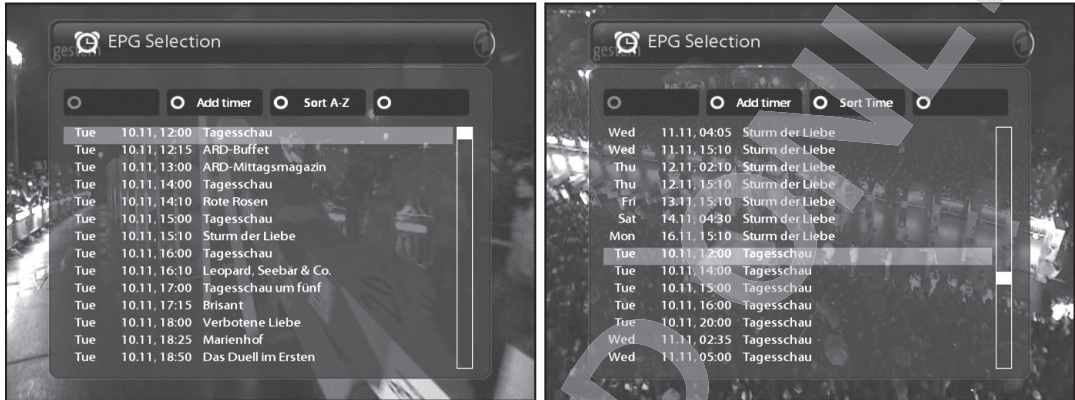 EPG Selection
gestern
Add timer
Sort A-Z
Tue 10.11, 12:00 Tagesschau
Tue 10.11, 12:15 ARD-Buffet
Tue 10.11, 13:00 ARD-Mittagsmagazin
Tue 10.11, 14:00 Tagesschau
Tue 10.11, 14:10 Rote Rosen
Tue 10.11, 15:00 Tagesschau
Tue 10.11, 15:10 Sturm der Liebe
Tue 10.11, 16:00 Tagesschau
Tue 10.11, 16:10 Leopard, Seebär & Co.
Tue 10.11, 17:00 Tagesschau um fünf
Tue 10.11, 17:15 Brisant
Tue 10.11, 18:00 Verbotene Liebe
Tue 10.11, 18:25 Marienhof
Tue 10.11, 18:50 Das Duell im Ersten
EPG Selection
gestern
Add timer
Sort Time
Wed 11.11, 04:05 Sturm der Liebe
Wed 11.11, 15:10 Sturm der Liebe
Thu 12.11, 02:10 Sturm der Liebe
Thu 12.11, 15:10 Sturm der Liebe
Fri 13.11, 15:10 Sturm der Liebe
Sat 14.11, 04:30 Sturm der Liebe
Mon 16.11, 15:10 Sturm der Liebe
Tue 10.11, 12:00 Tagesschau
Tue 10.11, 14:00 Tagesschau
Tue 10.11, 15:00 Tagesschau
Tue 10.11, 16:00 Tagesschau
Tue 10.11, 20:00 Tagesschau
Wed 11.11, 02:35 Tagesschau
Wed 11.11, 05:00 Tagesschau